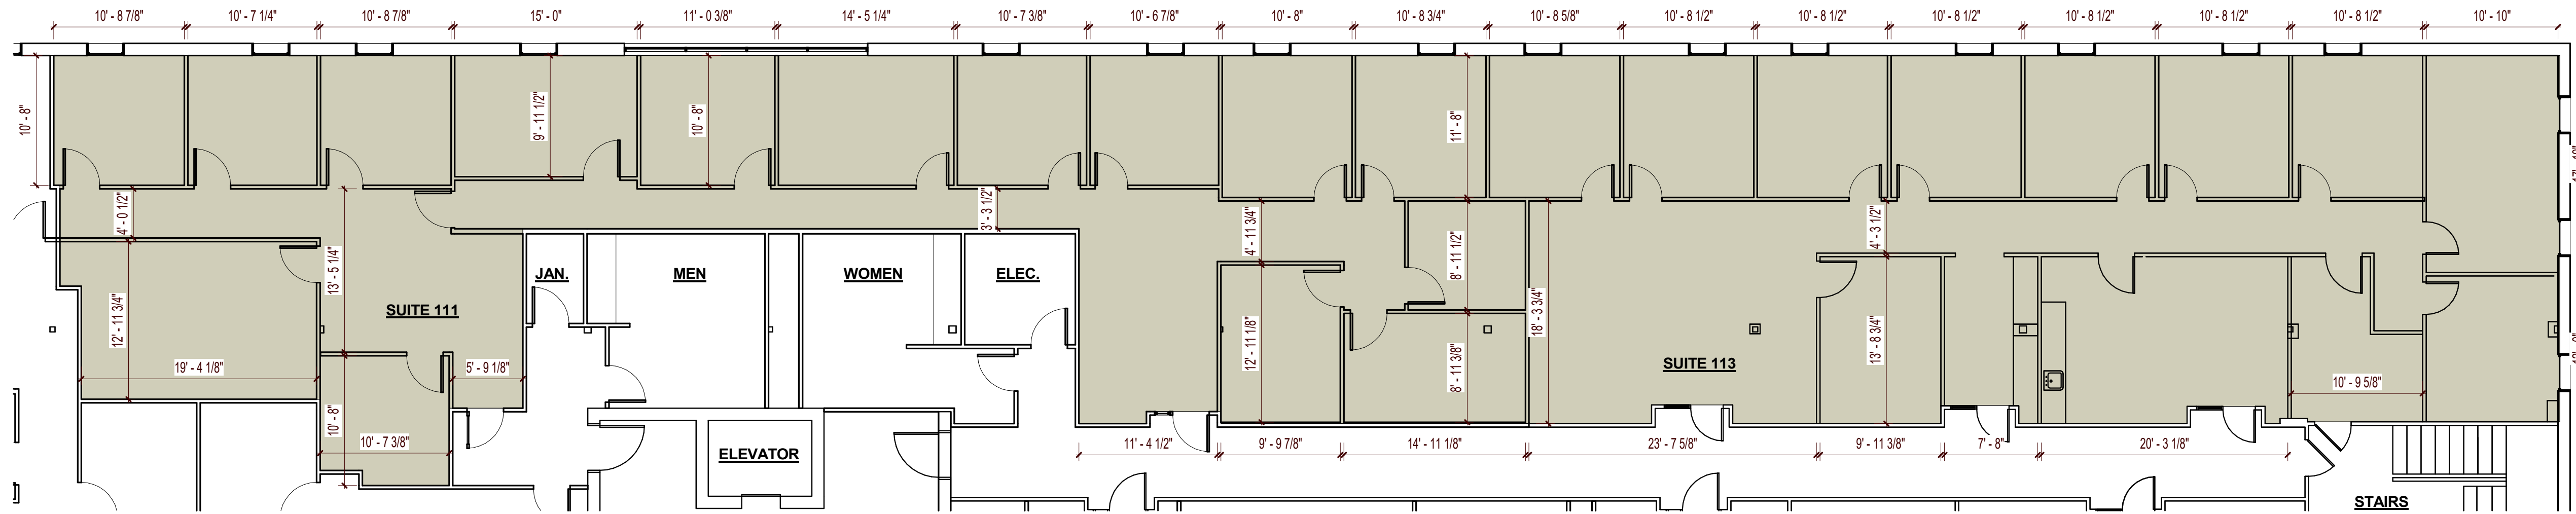 10' - 8 7/8"
10' - 7 1/4"
10' - 8 7/8"
15' - 0"
11' - 0 3/8"
14' - 5 1/4"
10' - 7 3/8"
10' - 6 7/8"
10' - 8"
10' - 8 3/4"
10' - 8 5/8"
10' - 8 1/2"
10' - 8 1/2"
10' - 8 1/2"
10' - 8 1/2"
10' - 8 1/2"
10' - 8 1/2"
10' - 10"
10' - 8"
9' - 11 1/2"
10' - 8"
11' - 8"
4' - 0 1/2"
3' - 3 1/2"
4' - 11 3/4"
8' - 11 1/2"
4' - 3 1/2"
13' - 5 1/4"
JAN.
MEN
WOMEN
ELEC.
SUITE 111
12' - 11 3/4"
18' - 3 3/4"
12' - 11 1/8"
13' - 8 3/4"
19' - 4 1/8"
5' - 9 1/8"
8' - 11 3/8"
SUITE 113
10' - 9 5/8"
10' - 8"
10' - 7 3/8"
ELEVATOR
11' - 4 1/2"
9' - 9 7/8"
14' - 11 1/8"
23' - 7 5/8"
9' - 11 3/8"
7' - 8"
20' - 3 1/8"
STAIRS